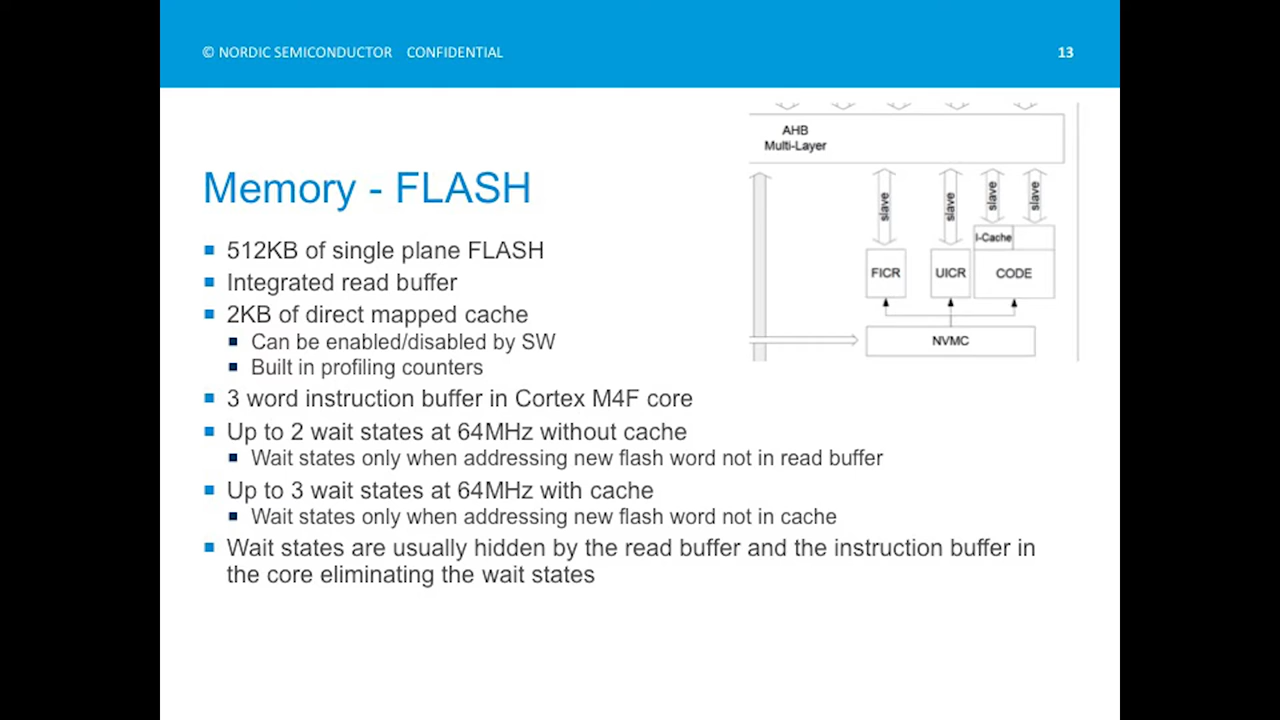 © NORDIC SEMICONDUCTOR CONFIDENTIAL
13
AHB
Multi-Layer
slave
slave
slave
slave
I-Cache
FICR
UICR
CODE
NVMC
Memory - FLASH
512KB of single plane FLASH
Integrated read buffer
2KB of direct mapped cache
Can be enabled/disabled by SW
Built in profiling counters
3 word instruction buffer in Cortex M4F core
Up to 2 wait states at 64MHz without cache
Wait states only when addressing new flash word not in read buffer
Up to 3 wait states at 64MHz with cache
Wait states only when addressing new flash word not in cache
Wait states are usually hidden by the read buffer and the instruction buffer in
the core eliminating the wait states